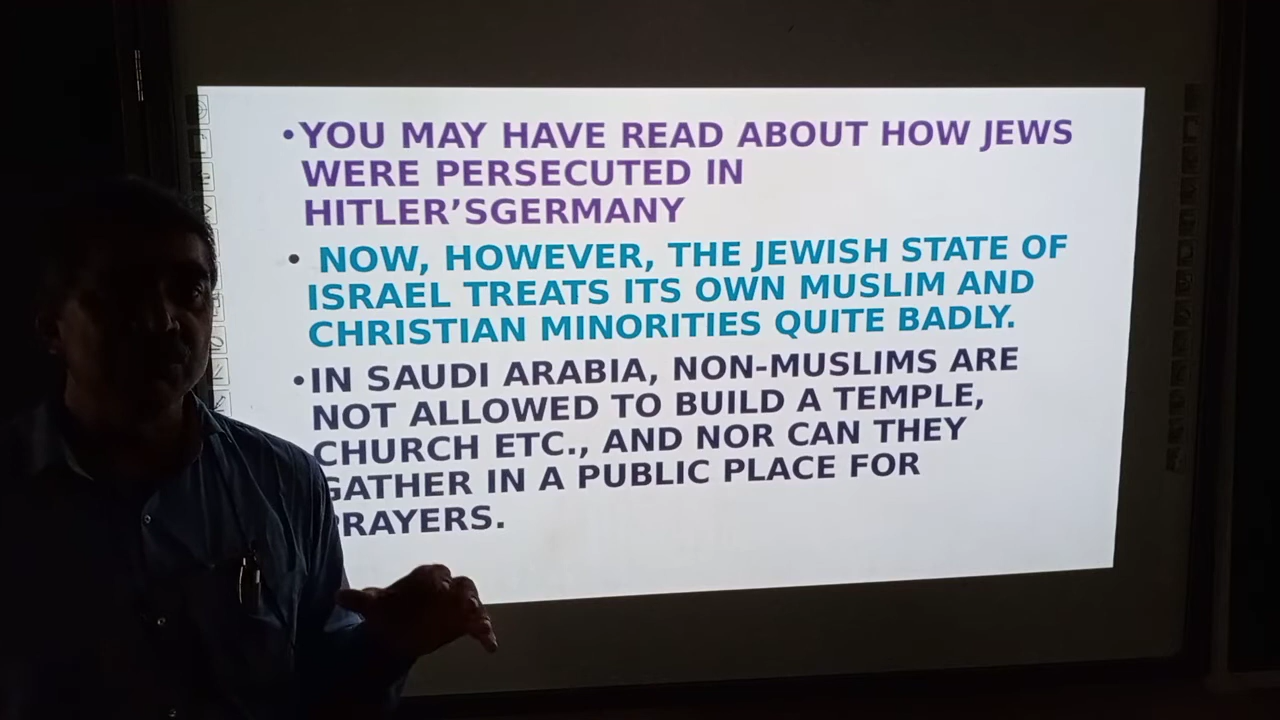 •YOU MAY HAVE READ ABOUT HOW JEWS
WERE PERSECUTED IN
HITLER’SGERMANY
• NOW, HOWEVER, THE JEWISH STATE OF
ISRAEL TREATS ITS OWN MUSLIM AND
CHRISTIAN MINORITIES QUITE BADLY.
•IN SAUDI ARABIA, NON-MUSLIMS ARE
NOT ALLOWED TO BUILD A TEMPLE,
CHURCH ETC., AND NOR CAN THEY
GATHER IN A PUBLIC PLACE FOR
PRAYERS.